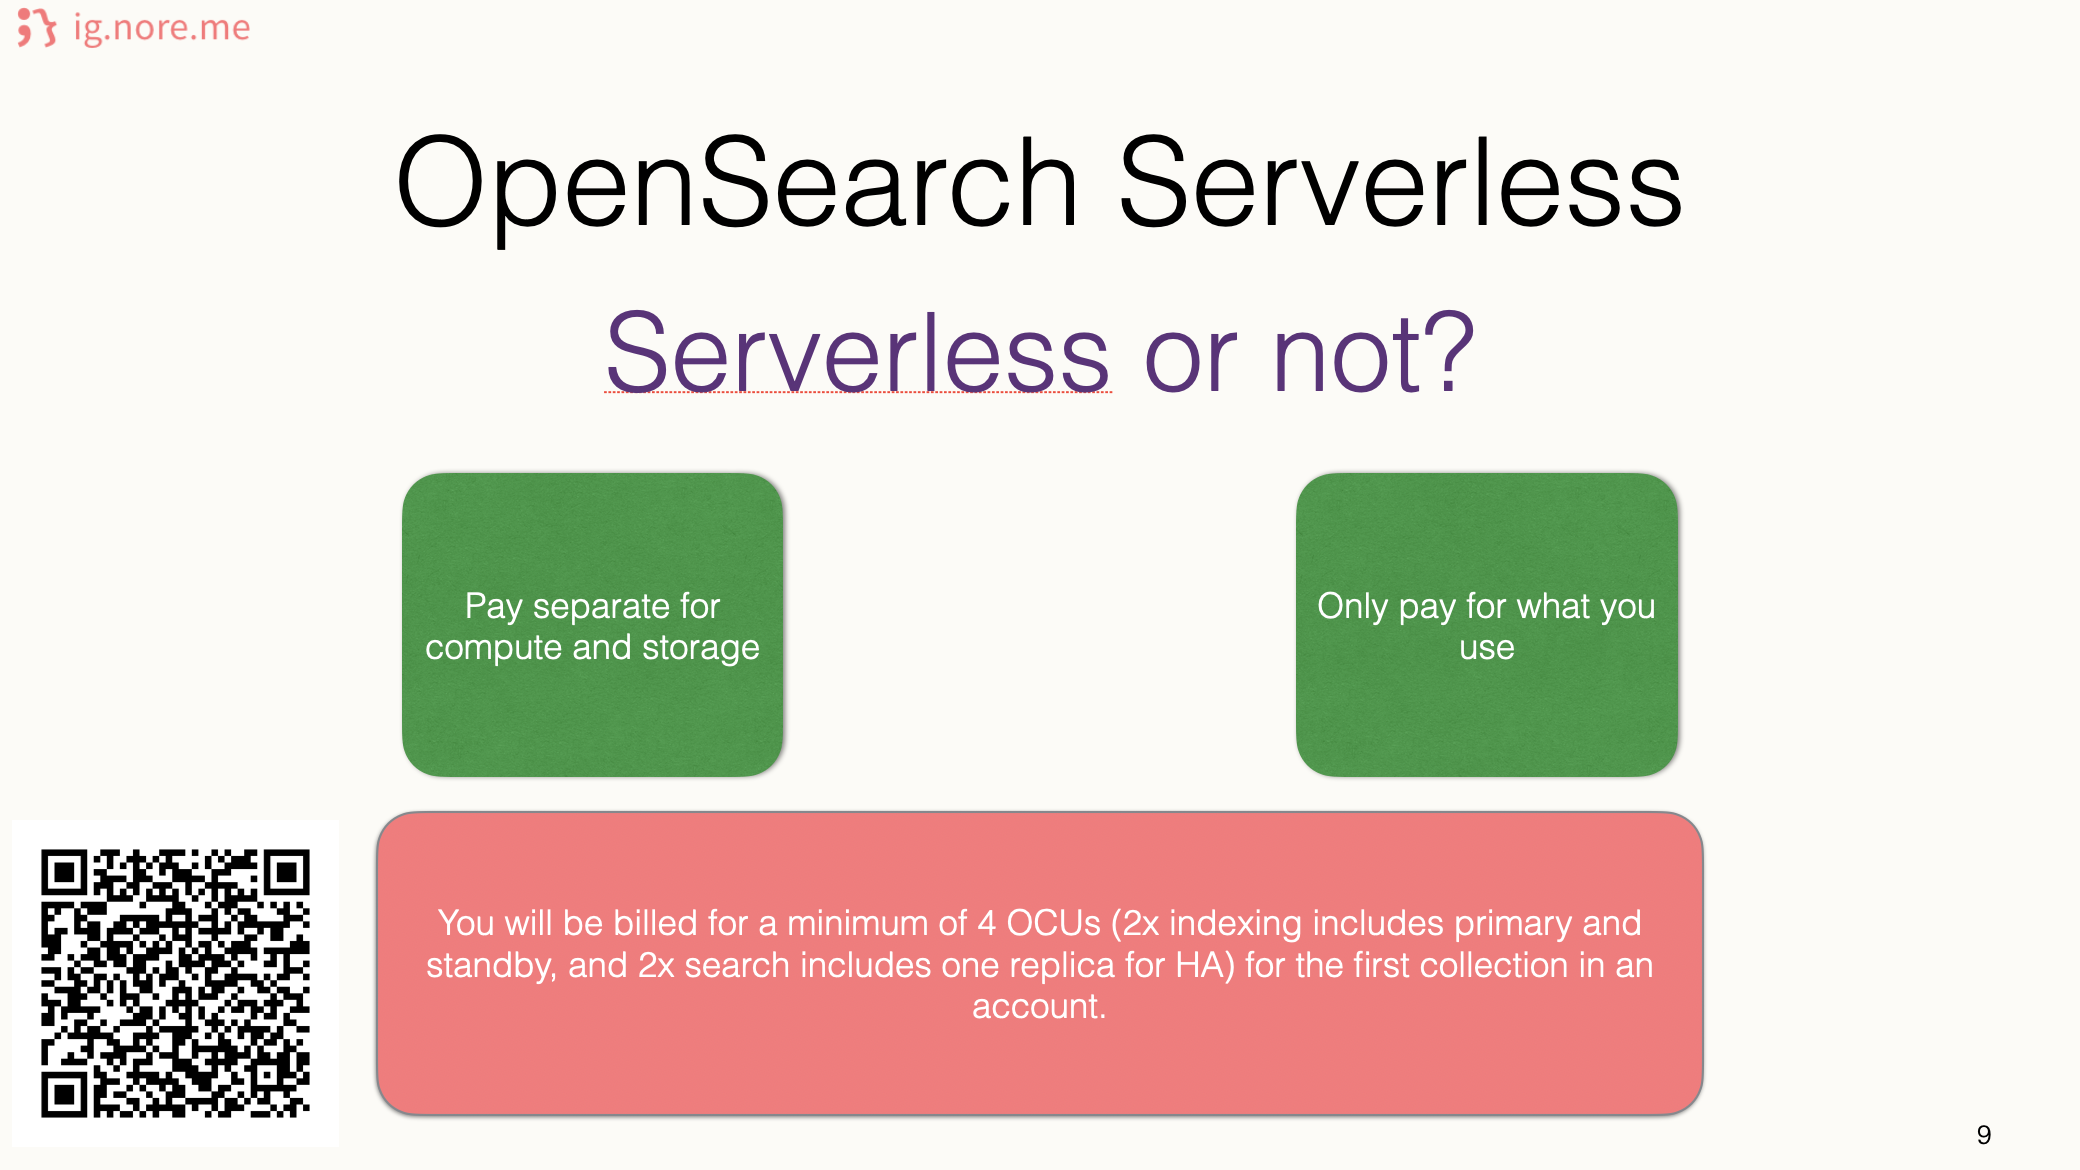 ig.nore.me
OpenSearch Serverless
Serverless or not?
Pay separate for
compute and storage
Only pay for what you
use
You will be billed for a minimum of 4 OCUs (2x indexing includes primary and
standby, and 2x search includes one replica for HA) for the first collection in an
account.
9